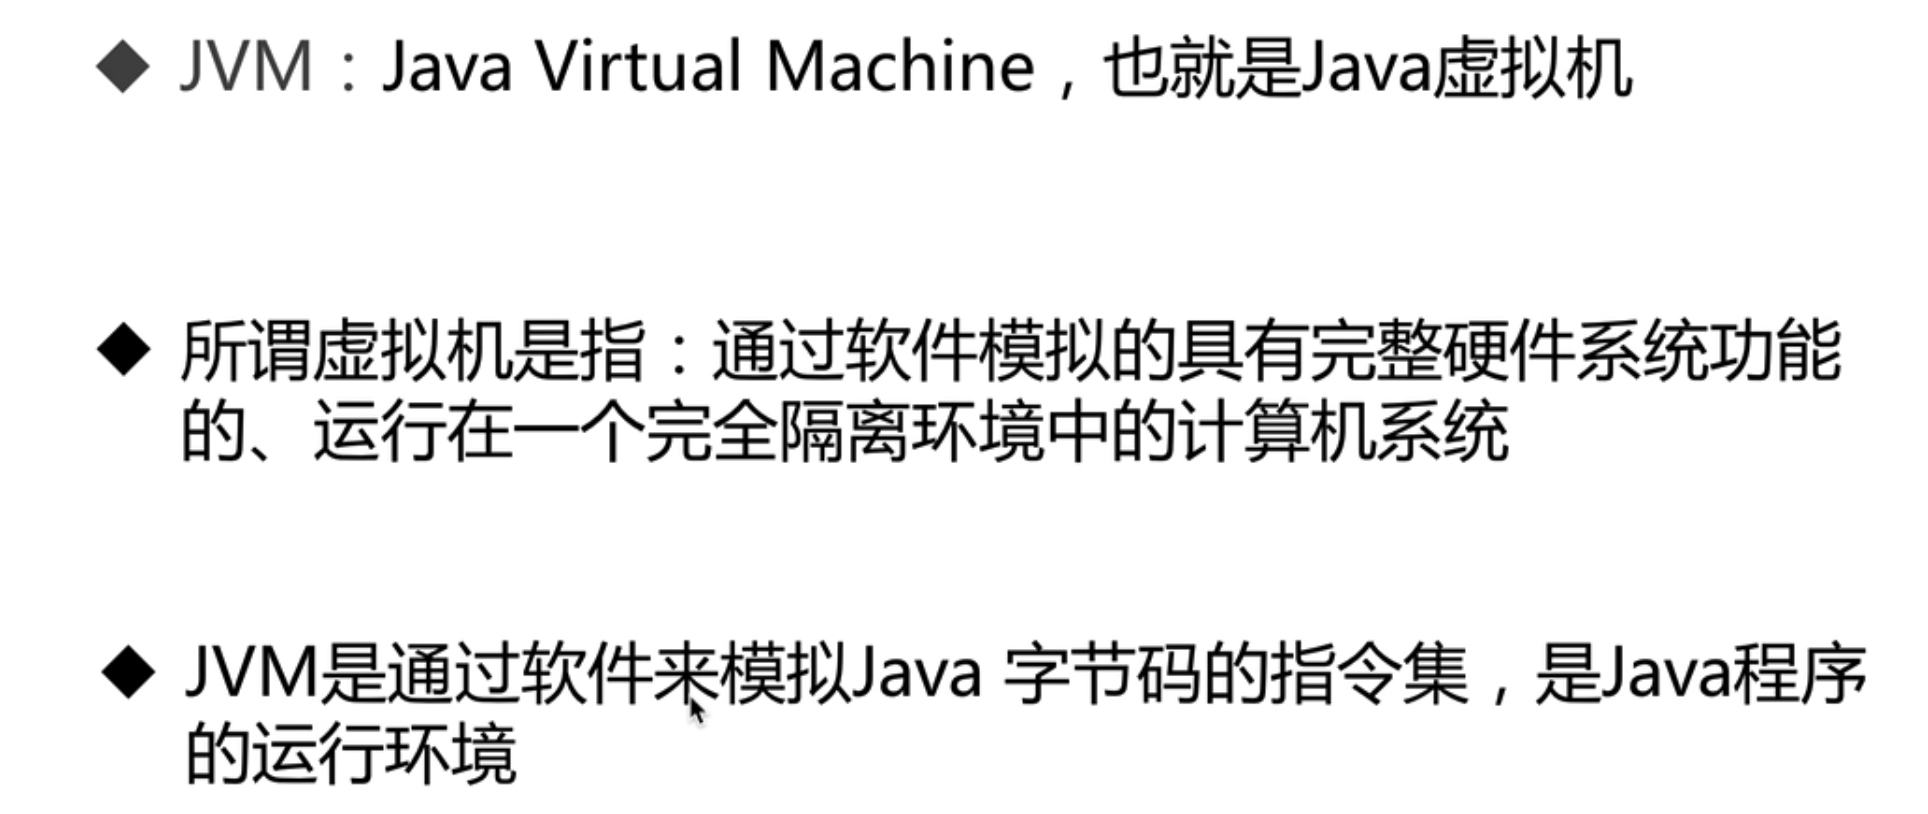 ◆ JVM：Java Virtual Machine，也就是Java虚拟机
◆ 所谓虚拟机是指：通过软件模拟的具有完整硬件系统功能
的、运行在一个完全隔离环境中的计算机系统
◆ JVM是通过软件来模拟Java 字节码的指令集，是Java程序
的运行环境